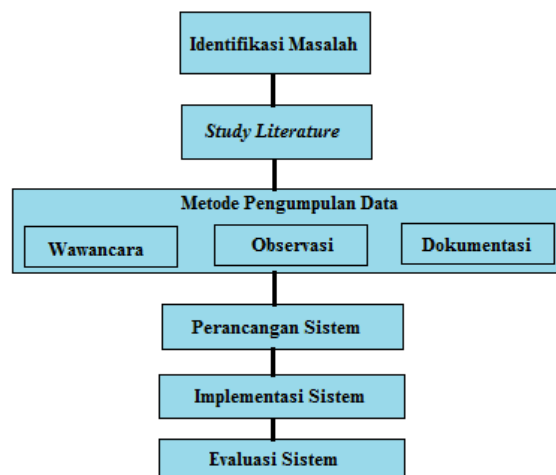 Identifikasi Masalah
Study Literature
Metode Pengumpulan Data
Wawancara
Observasi
Dokumentasi
Perancangan Sistem
Implementasi Sistem
Evaluasi Sistem